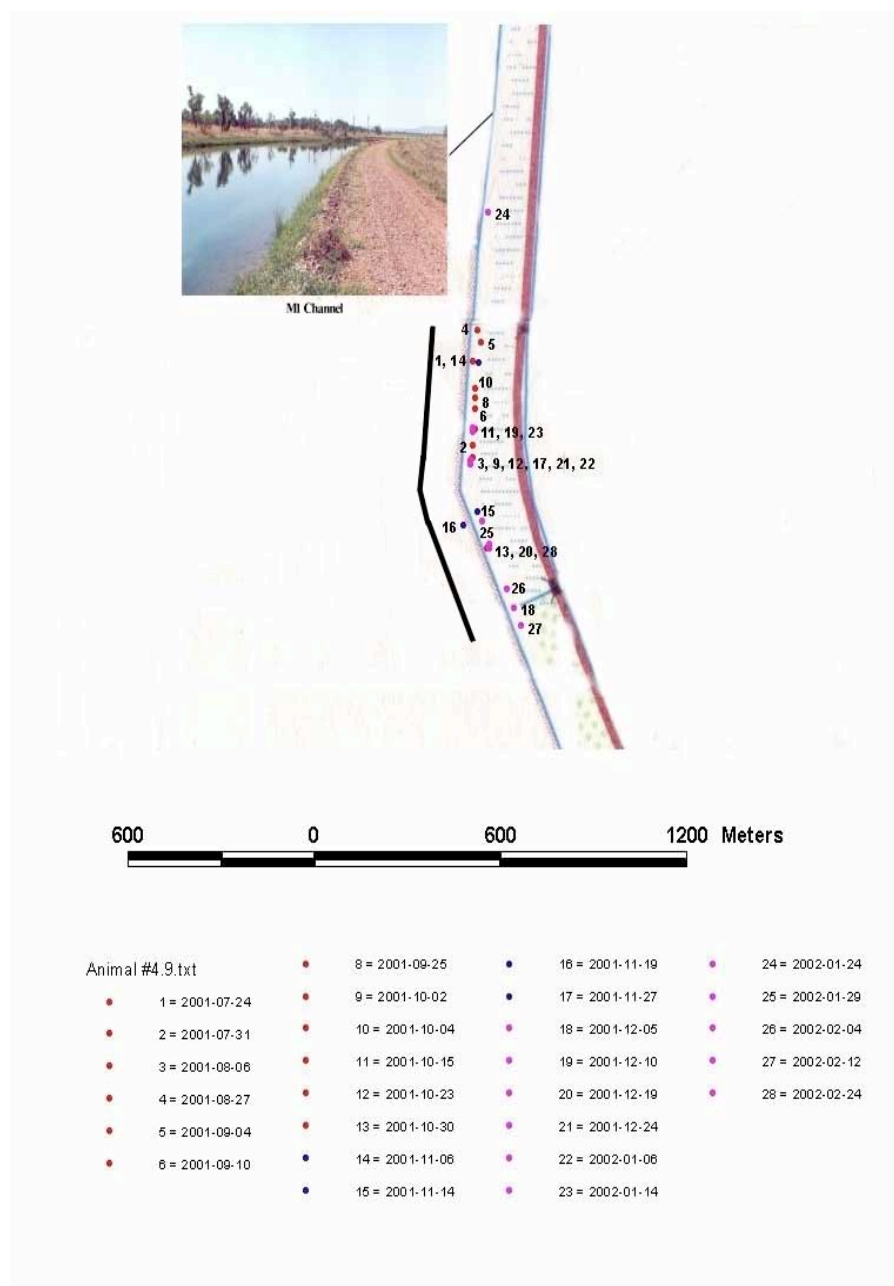 24
M1 Channel
4
5
1, 14
10
8
6
11, 19, 23
2
3, 9, 12, 17, 21, 22
15
16
25
13, 20, 28
26
18
27
600 0 600 1200 Meters
Animal #4.9.txt
1 = 2001-07-24
2 = 2001-07-31
3 = 2001-08-06
4 = 2001-08-27
5 = 2001-09-04
6 = 2001-09-10
8 = 2001-09-25
9 = 2001-10-02
10 = 2001-10-04
11 = 2001-10-15
12 = 2001-10-23
13 = 2001-10-30
14 = 2001-11-06
15 = 2001-11-14
16 = 2001-11-19
17 = 2001-11-27
18 = 2001-12-05
19 = 2001-12-10
20 = 2001-12-19
21 = 2001-12-24
22 = 2002-01-06
23 = 2002-01-14
24 = 2002-01-24
25 = 2002-01-29
26 = 2002-02-04
27 = 2002-02-12
28 = 2002-02-24